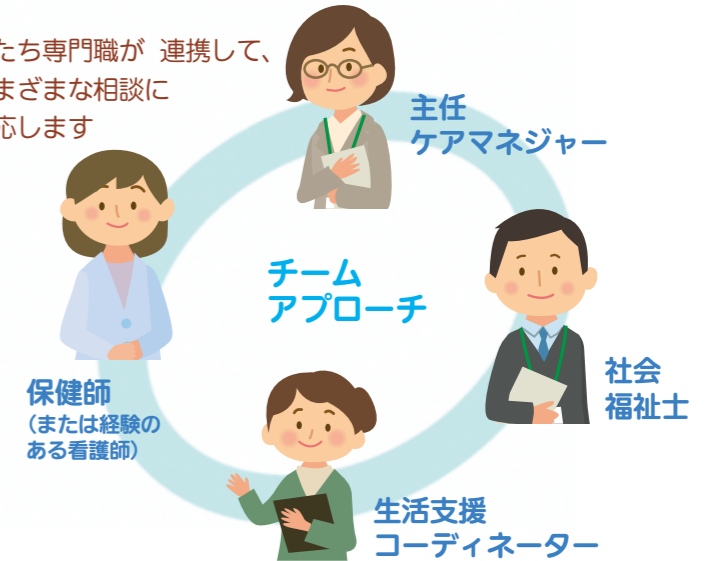 たち専門職が 連携して、
まざまな相談に
応します
主任
ケアマネジャー
チーム
アプローチ
社会
福祉士
保健師
（または経験の
ある看護師）
生活支援
コーディネーター